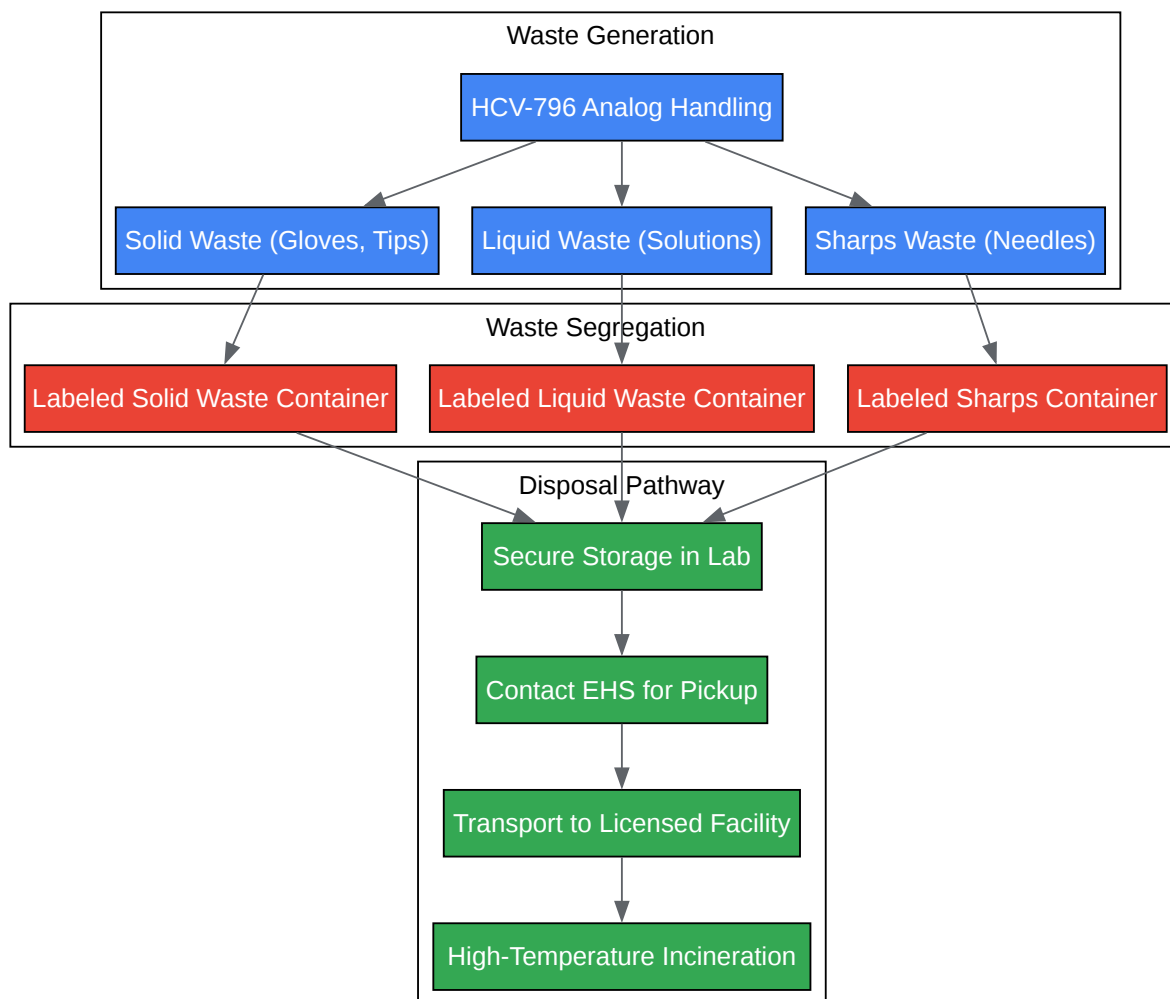 Waste Generation
HCV-796 Analog Handling
Solid Waste (Gloves, Tips)
Liquid Waste (Solutions)
Sharps Waste (Needles)
Waste Segregation
Labeled Solid Waste Container
Labeled Liquid Waste Container
Labeled Sharps Container
Disposal Pathway
Secure Storage in Lab
Contact EHS for Pickup
Transport to Licensed Facility
High-Temperature Incineration